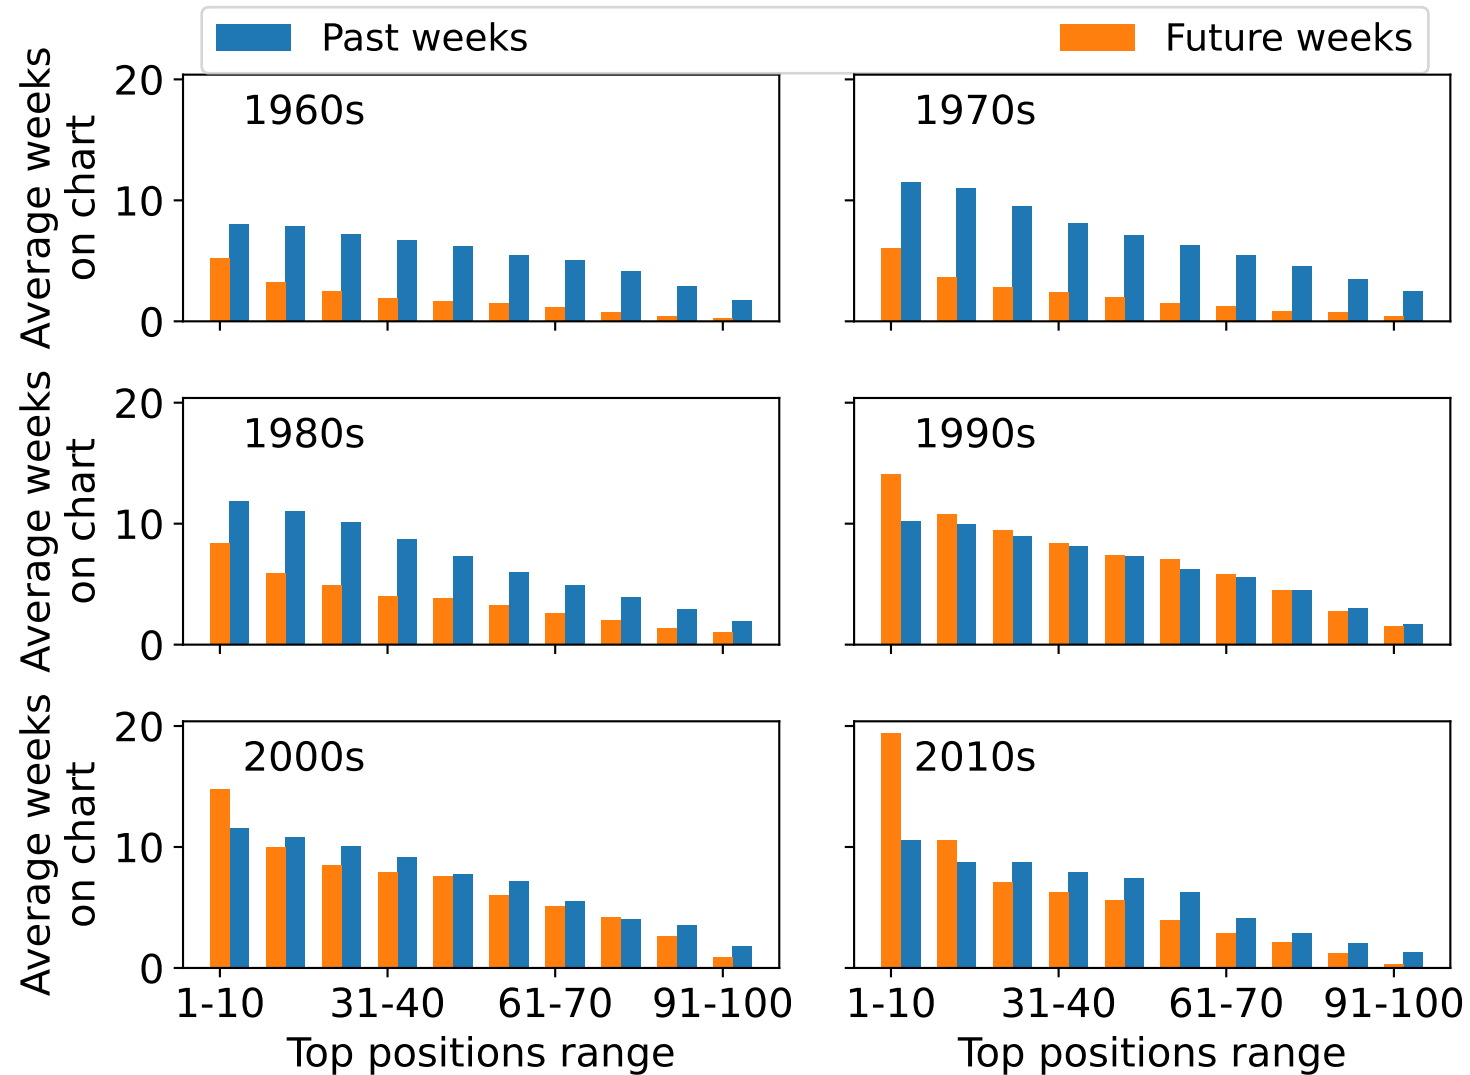 Past weeks
Future weeks
Average weeks
on chart
20
10
0
1960s
1970s
Average weeks
on chart
20
10
0
1980s
1990s
Average weeks
on chart
20
10
0
2000s
2010s
1-10 31-40 61-70 91-100
1-10 31-40 61-70 91-100
Top positions range
Top positions range